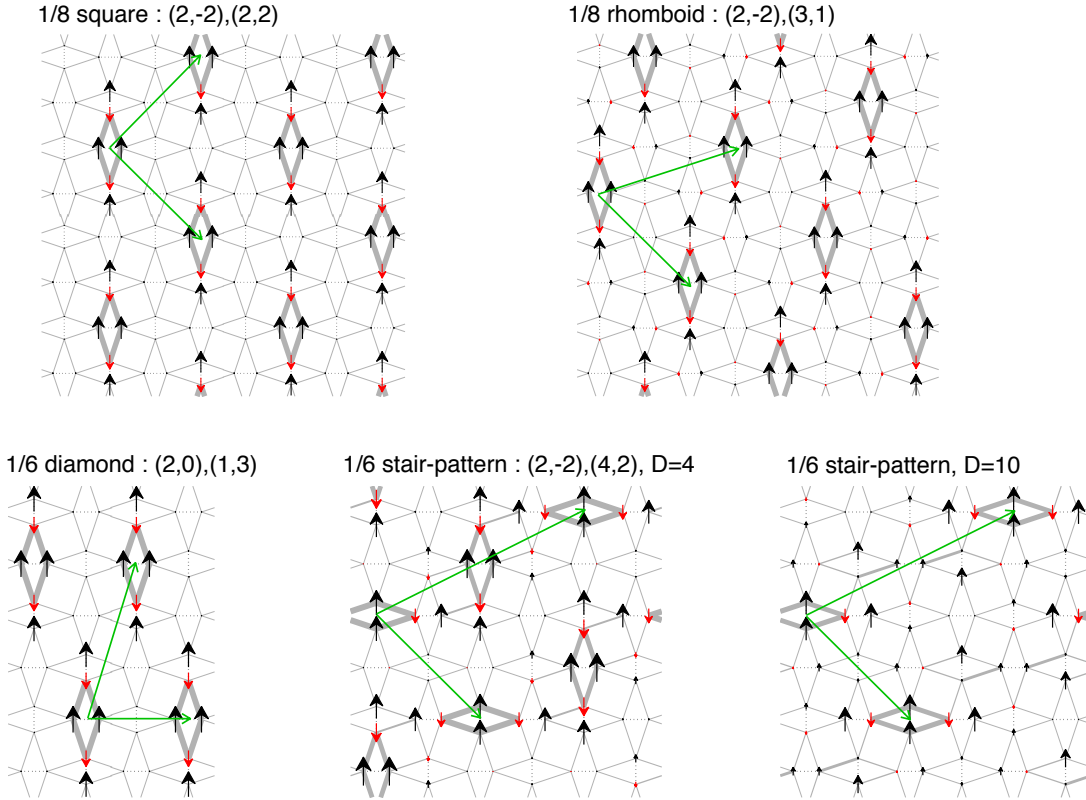 1/8 square : (2,-2),(2,2)
1/8 rhomboid : (2,-2),(3,1)
1/6 diamond : (2,0),(1,3)
1/6 stair-pattern : (2,-2),(4,2), D=4
1/6 stair-pattern, D=10